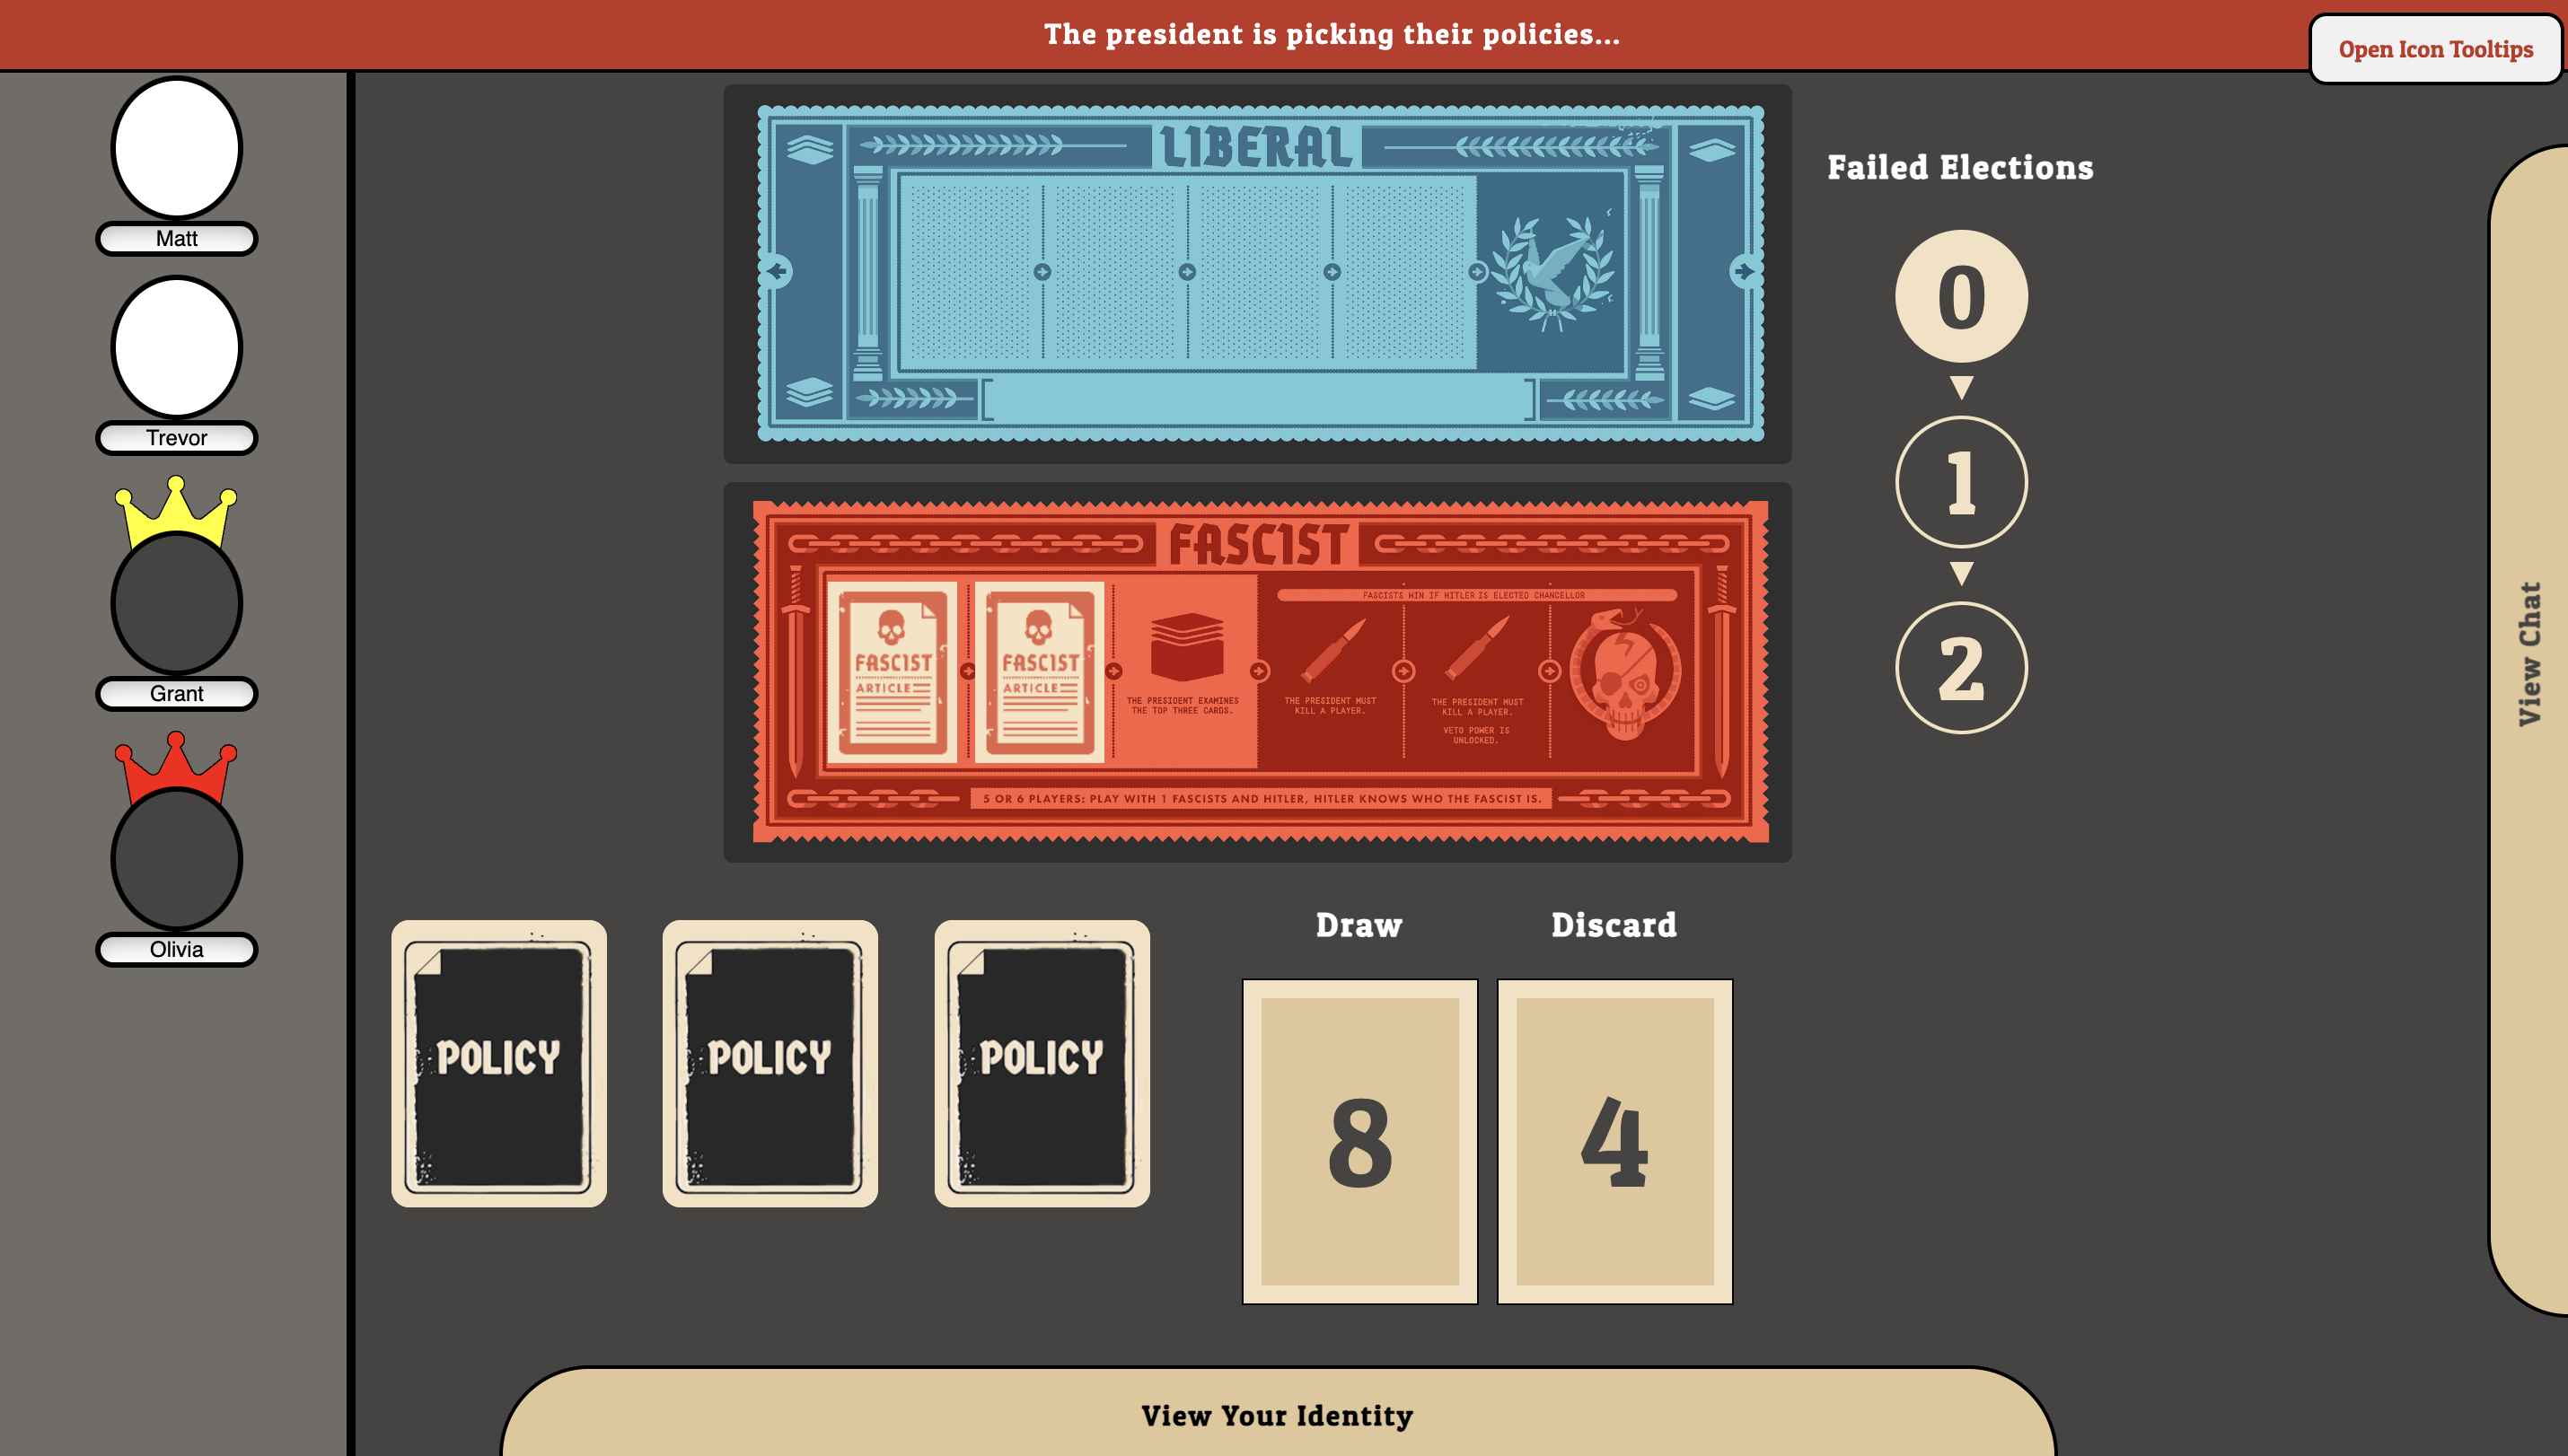 The president is picking their policies...
Open Icon Tooltips
Matt
Trevor
Grant
Olivia
LIBERAL
Failed Elections
0
1
2
FASCIST
FASCISTS WIN IF HITLER IS ELECTED CHANCELLOR
FASCIST
ARTICLE
FASCIST
ARTICLE
THE PRESIDENT EXAMINES
THE TOP THREE CARDS.
THE PRESIDENT MUST
KILL A PLAYER.
THE PRESIDENT MUST
KILL A PLAYER.
VETO POWER IS
UNLOCKED.
5 OR 6 PLAYERS: PLAY WITH 1 FASCISTS AND HITLER, HITLER KNOWS WHO THE FASCIST IS.
View Chat
POLICY
POLICY
POLICY
Draw
Discard
8
4
View Your Identity